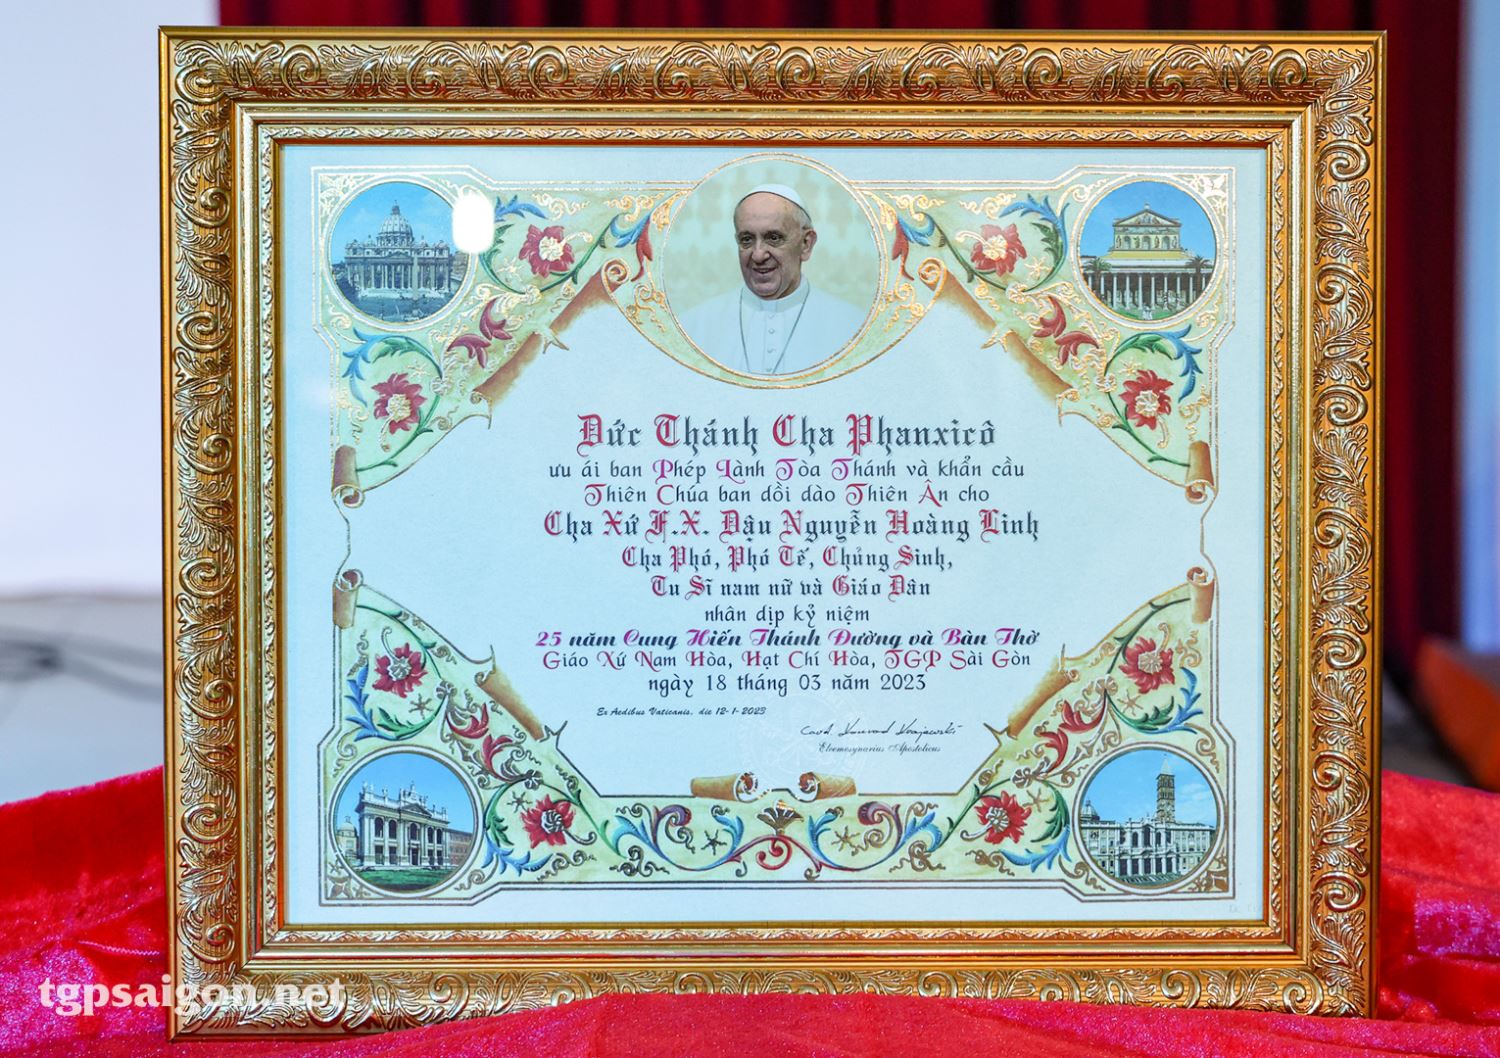 Đức Thánh Cha Phanxicô
ưu ái ban Phép Lành Tòa Thánh và khẩn cầu
Thiên Chúa ban dồi dào Thiên Ân cho
Cha Xứ F.X. Đậu Nguyễn Hoàng Linh
Cha Phó, Phó Tế, Chủng Sinh,
Tu Sĩ nam nữ và Giáo Dân
nhân dịp kỷ niệm
25 năm Cung Hiến Thánh Đường và Bàn Thờ
Giáo Xứ Nam Hòa, Hạt Chí Hòa, TGP Sài Gòn
ngày 18 tháng 03 năm 2023
Ex Aedibus Vaticanis, die 12-1-2023
Eleemosynarius Apostolicus
tgpsaigon.net